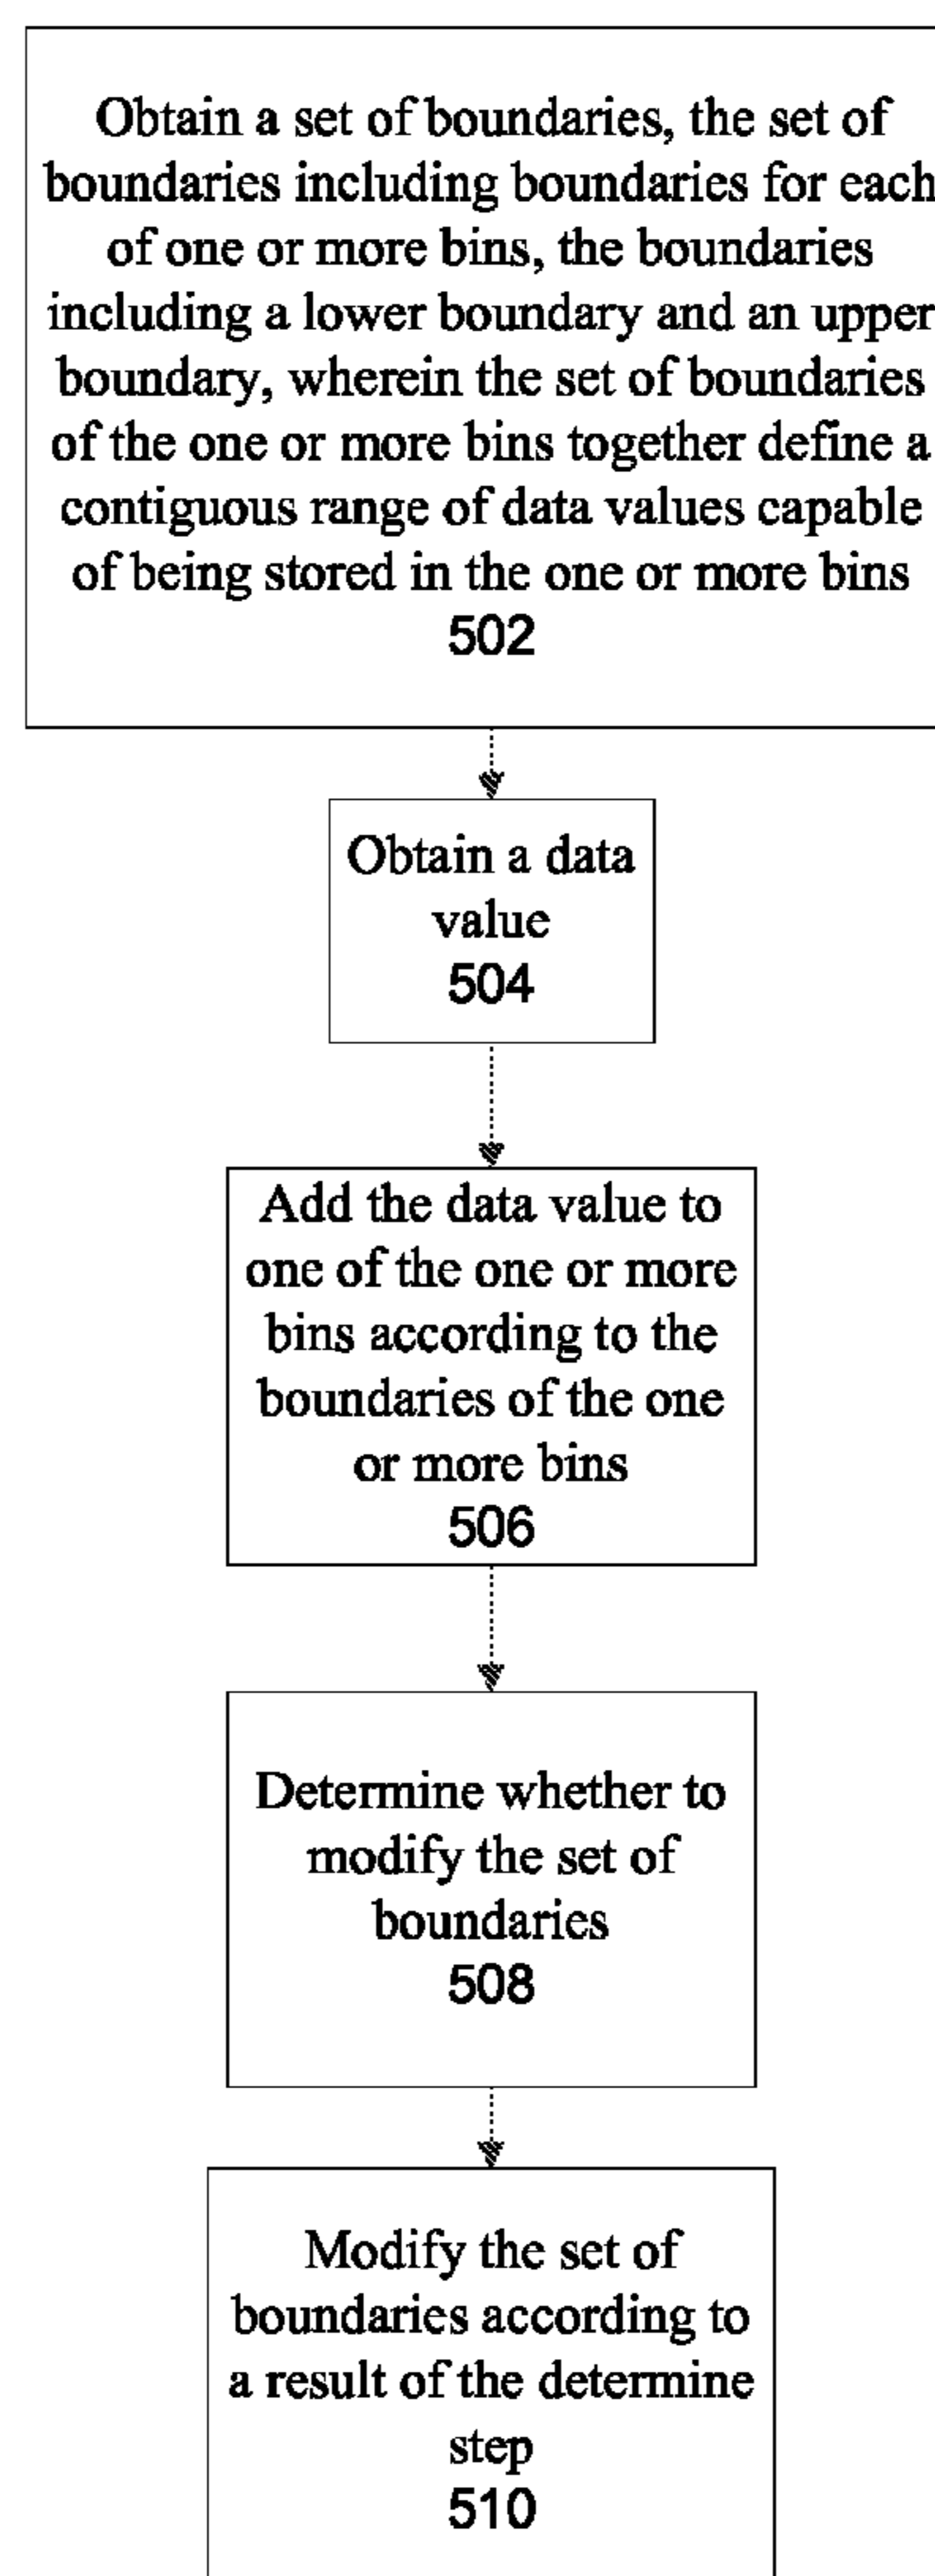 Obtain a set of boundaries, the set of
boundaries including boundaries for each
of one or more bins, the boundaries
including a lower boundary and an upper
boundary, wherein the set of boundaries
of the one or more bins together define a
contiguous range of data values capable
of being stored in the one or more bins
502
Obtain a data
value
504
Add the data value to
one of the one or more
bins according to the
boundaries of the one
or more bins
506
Determine whether to
modify the set of
boundaries
508
Modify the set of
boundaries according to
a result of the determine
step
510